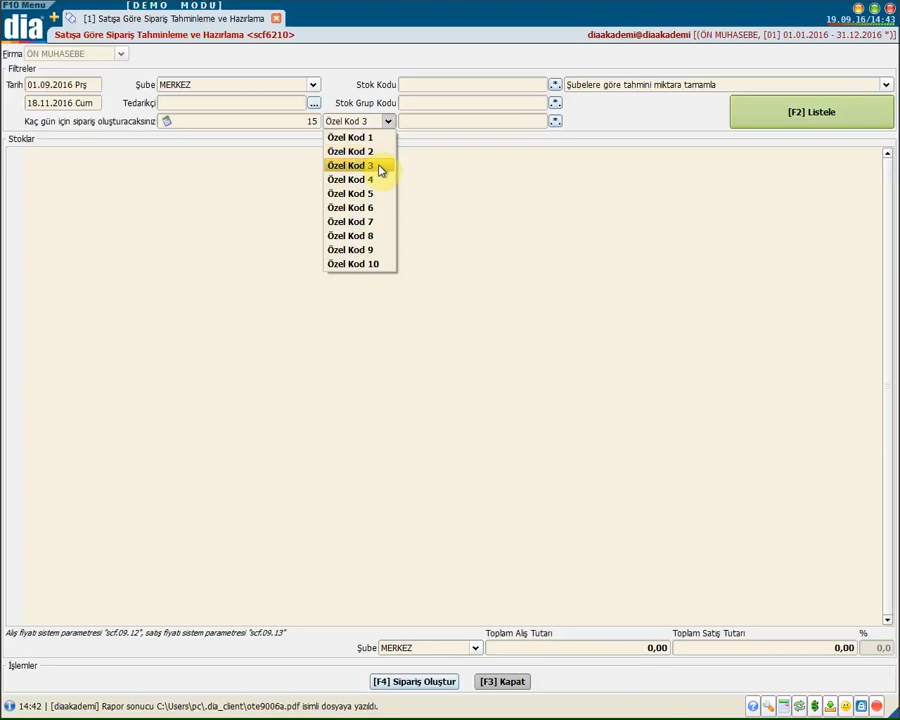 F10 Menu
[ D E M O   M O D U ]
dia
[1] Satışa Göre Sipariş Tahminleme ve Hazırlama
19.09.16/14:43
Satışa Göre Sipariş Tahminleme ve Hazırlama <scf6210>
diaakademi@diaakademi [(ÖN MUHASEBE, [01] 01.01.2016 - 31.12.2016 ")]
Firma ÖN MUHASEBE
Filtreler
Tarih 01.09.2016 Prş Şube MERKEZ Stok Kodu Şubelere göre tahmini miktara tamamla
18.11.2016 Cum Tedarikçi Stok Grup Kodu
[F2] Listele
Kaç gün için sipariş oluşturacaksınız 15 Özel Kod 3
Stoklar
Özel Kod 1
Özel Kod 2
Özel Kod 3
Özel Kod 4
Özel Kod 5
Özel Kod 6
Özel Kod 7
Özel Kod 8
Özel Kod 9
Özel Kod 10
Alış fiyatı sistem parametresi "scf.09.12", satış fiyatı sistem parametresi "scf.09.13"
Toplam Alış Tutarı Toplam Satış Tutarı %
Şube MERKEZ 0,00 0,00 0,0
İşlemler
[F4] Sipariş Oluştur [F3] Kapat
14:42 | [diaakademi] Rapor sonucu C:\Users\pc\.dia_client\ote9006a.pdf isimli dosyaya yazıldı.